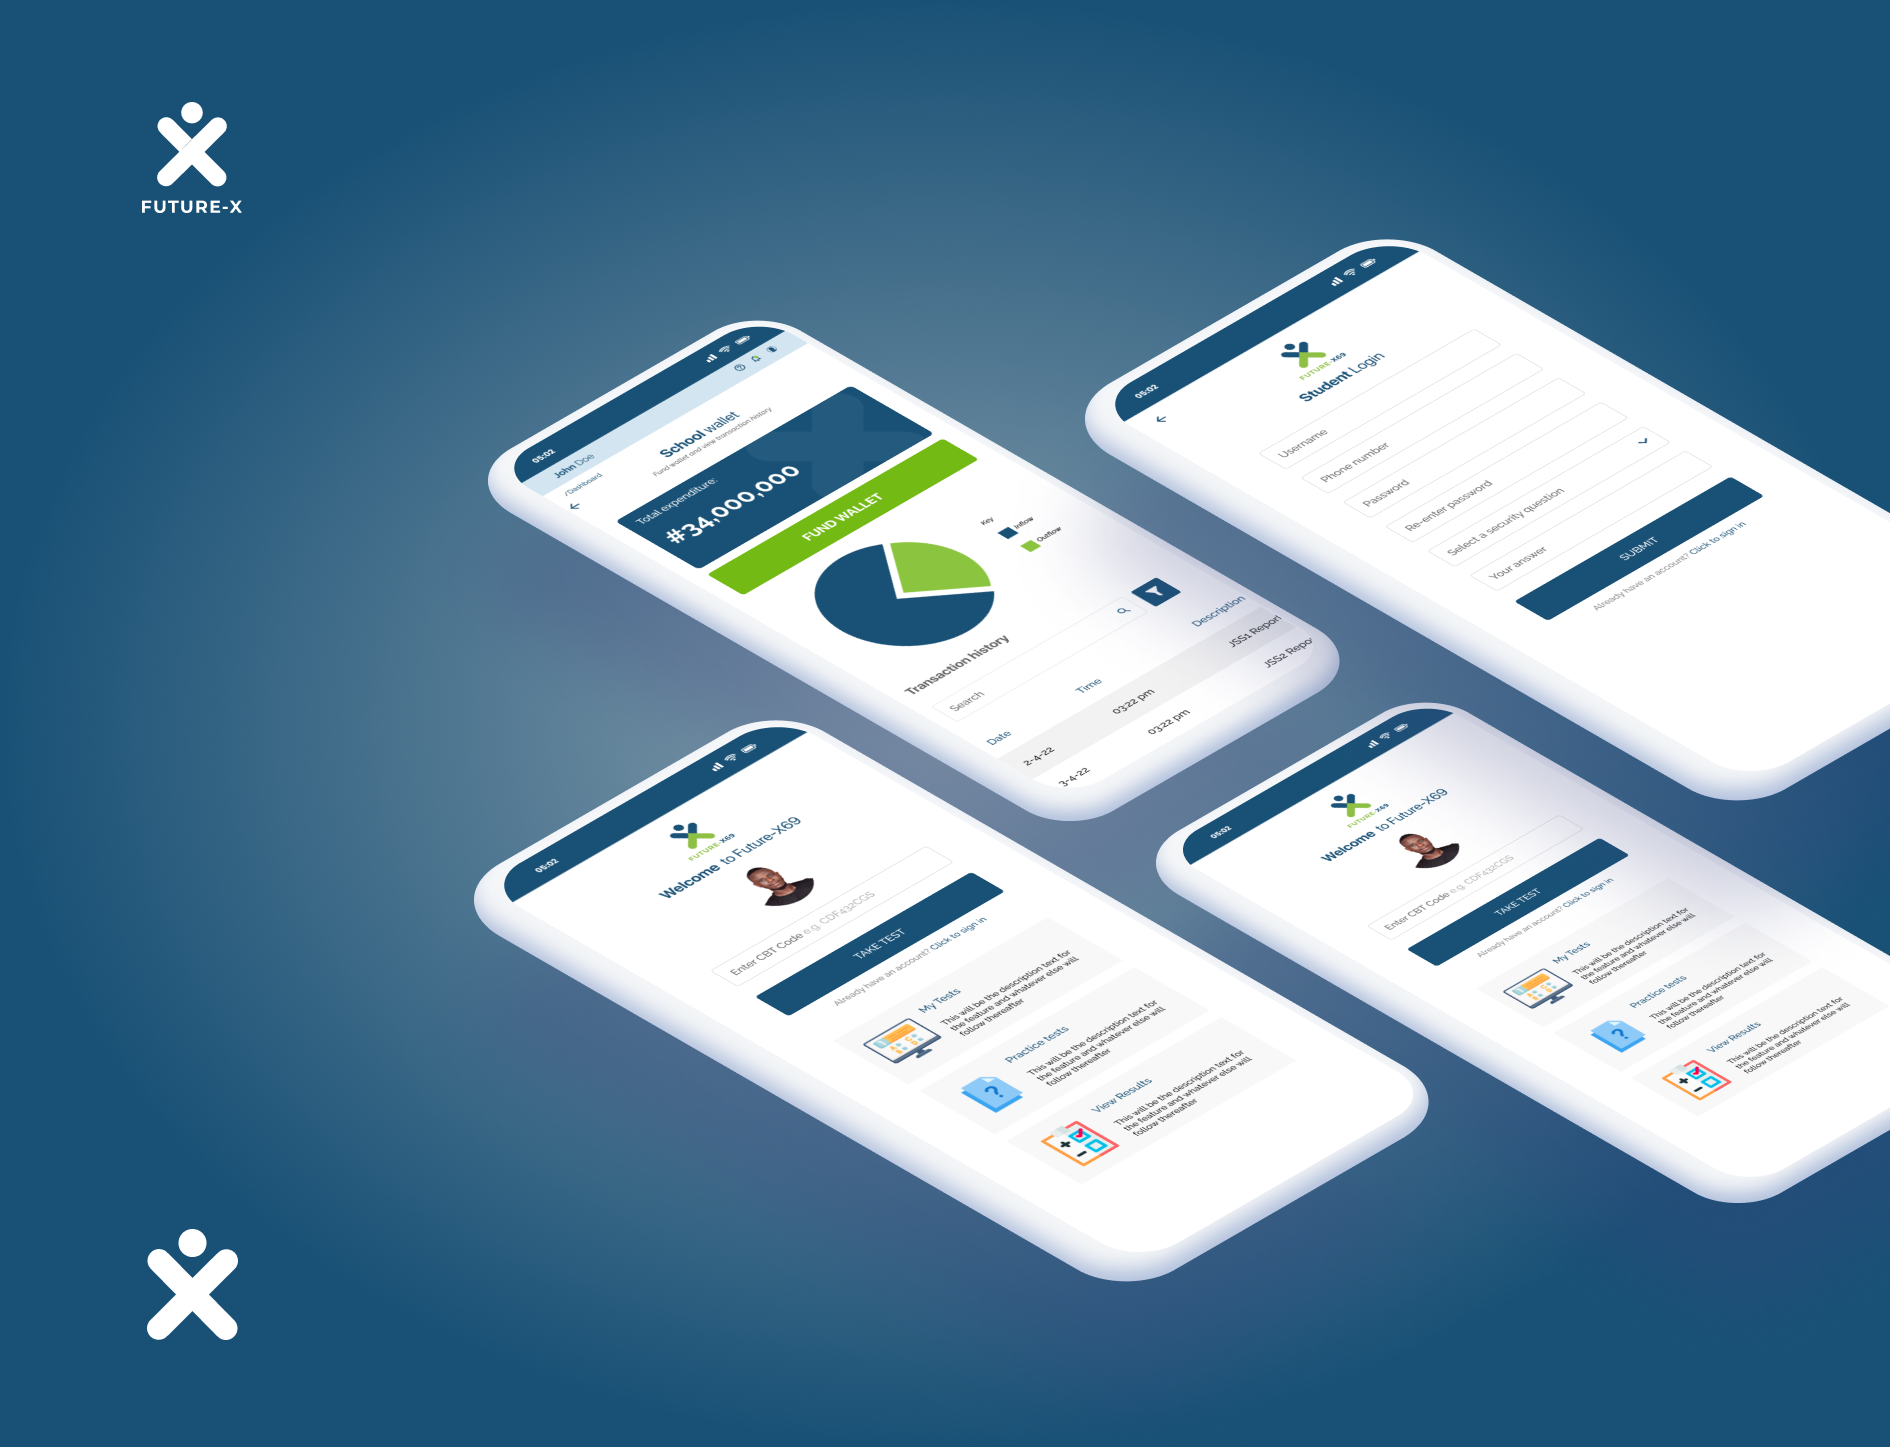 FUTURE-X
05:02
John Doe
/Dashboard
School wallet
Fund wallet and view transaction history
Total expenditure:
#34,000,000
FUND WALLET
Key
Inflow
Outflow
Transaction history
Search
Date
Time
Description
2-4-22
03:22 pm
JSS1 Report
3-4-22
03:22 pm
JSS2 Repo
05:02
FUTURE-X69
Student Login
Username
Phone number
Password
Re-enter password
Select a security question
Your answer
SUBMIT
Already have an account? Click to sign in
05:02
FUTURE-X69
Welcome to Future-X69
Enter CBT Code e.g. CDF432CGS
TAKE TEST
Already have an account? Click to sign in
My Tests
This will be the description text for
the feature and whatever else will
follow thereafter
Practice tests
This will be the description text for
the feature and whatever else will
follow thereafter
View Results
This will be the description text for
the feature and whatever else will
follow thereafter
05:02
FUTURE-X69
Welcome to Future-X69
Enter CBT Code e.g. CDF432CGS
TAKE TEST
Already have an account? Click to sign in
My Tests
This will be the description text for
the feature and whatever else will
follow thereafter
Practice tests
This will be the description text for
the feature and whatever else will
follow thereafter
View Results
This will be the description text for
the feature and whatever else will
follow thereafter